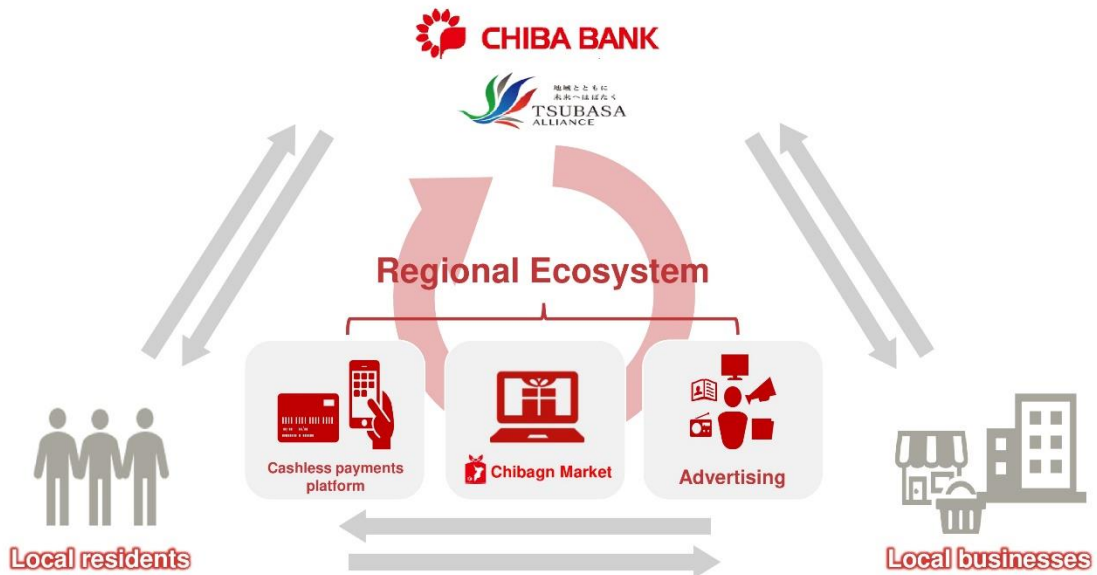 CHIBA BANK
地域とともに
未来へはばたく
TSUBASA
ALLIANCE
Regional Ecosystem
Cashless payments
platform
Chibagn Market
Advertising
Local residents
Local businesses